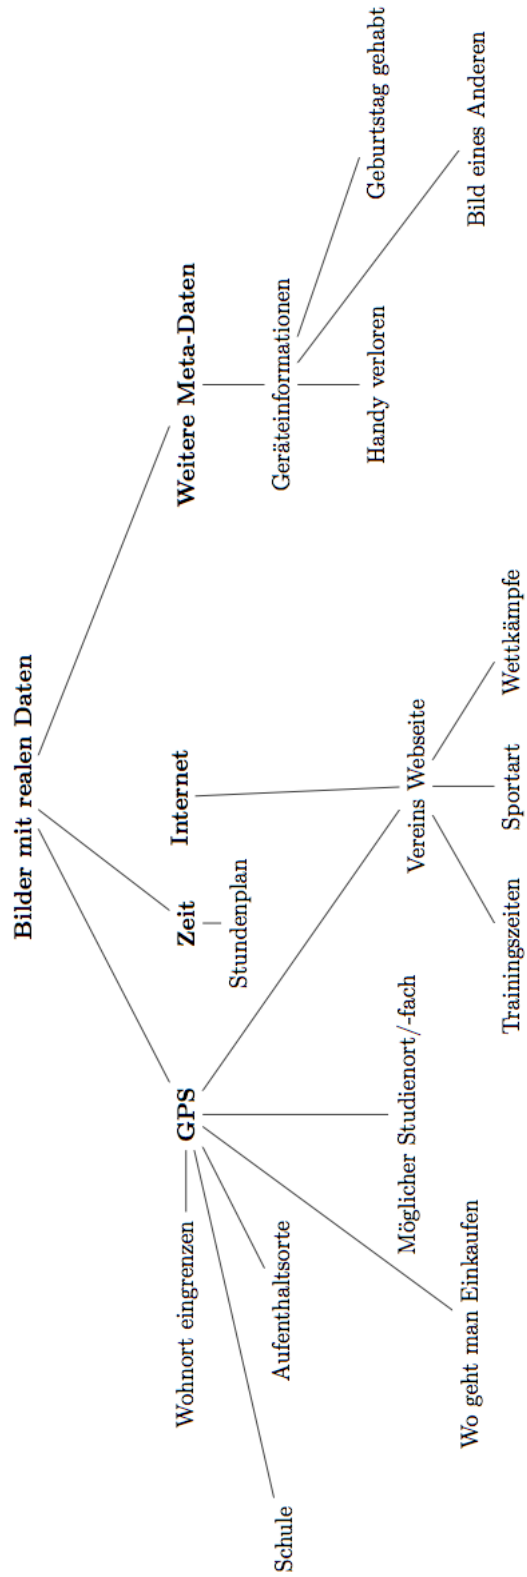 Bilder mit realen Daten
GPS
Zeit
Internet
Weitere Meta-Daten
Wohnort eingrenzen
Stundenplan
Schule
Aufenthaltsorte
Geräteinformationen
Möglicher Studienort/-fach
Vereins Webseite
Handy verloren
Geburtstag gehabt
Wo geht man Einkaufen
Bild eines Anderen
Trainingszeiten
Sportart
Wettkämpfe